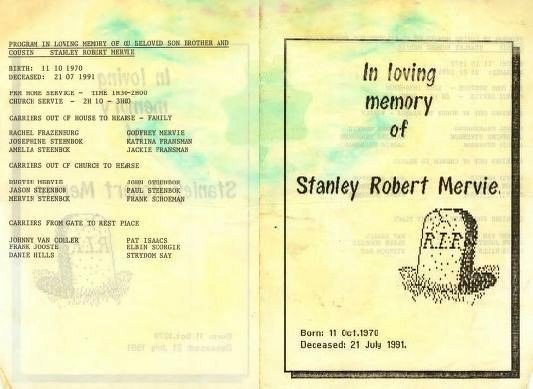 PROGRAM IN LOVING MEMORY OF OU BELOVED SON BROTHER AND
COUSIN STANLEY ROBERT MERVIE
BIRTH: 11 10 1970
DECEASED: 21 07 1991
PRM HOME SERVICE - TIME 1H30-2H00
CHURCH SERVIE - 2H10 - 3H00
CARRIERS OUT OF HOUSE TO HEARSE - FAMILY
RACHEL FRAZENBURG GODFREY MERVIE
JOSEPHINE STEENBOK KATRINA FRANSMAN
AMELIA STEENBOK JACKIE FRANSMAN
CARRIERS OUT OF CHURCH TO HEARSE
MERVIE JOHN STEENBOK
JASON STEENBOK PAUL STEENBOK
MERVIN STEENBOK FRANK SCHOEMAN
CARRIERS FROM GATE TO REST PLACE
JOHNNY VAN COLLER PAT ISAACS
FRANK JOOSTE ELBIN SCORGIE
DANIE HILLS STRYDOM SAY
In loving
memory
of
Stanley Robert Mervie.
R.I.P.
Born: 11 Oct.1970
Deceased: 21 July 1991.